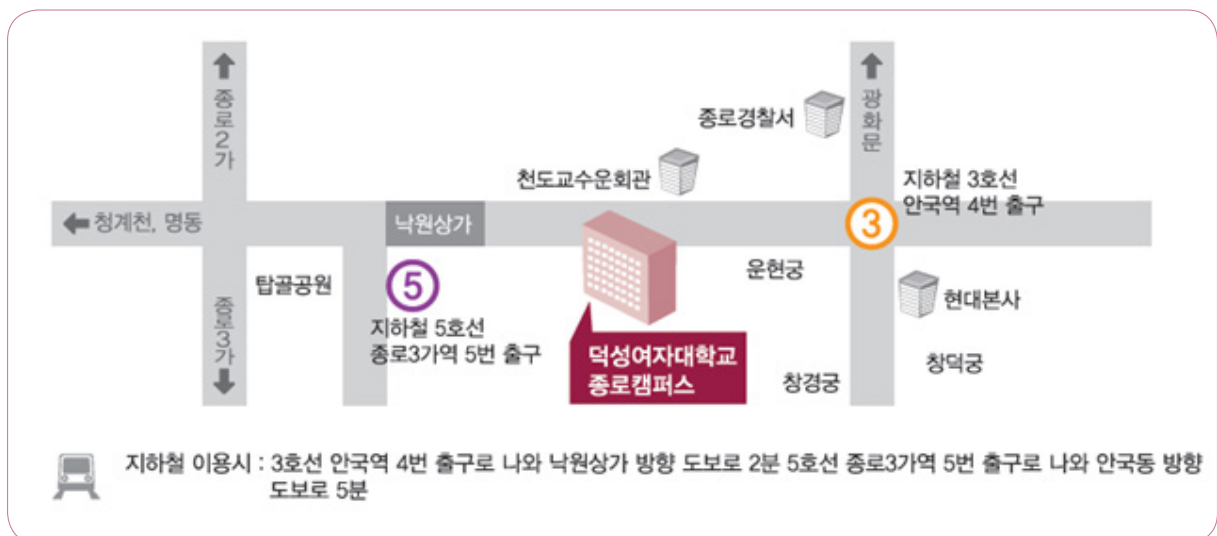 종로2가
광화문
종로경찰서
천도교수운회관
지하철 3호선
안국역 4번 출구
청계천, 명동
낙원상가
3
운현궁
탑골공원
5
현대본사
종로3가
지하철 5호선
종로3가역 5번 출구
덕성여자대학교
종로캠퍼스
창경궁
창덕궁
지하철 이용시 : 3호선 안국역 4번 출구로 나와 낙원상가 방향 도보로 2분 5호선 종로3가역 5번 출구로 나와 안국동 방향
도보로 5분